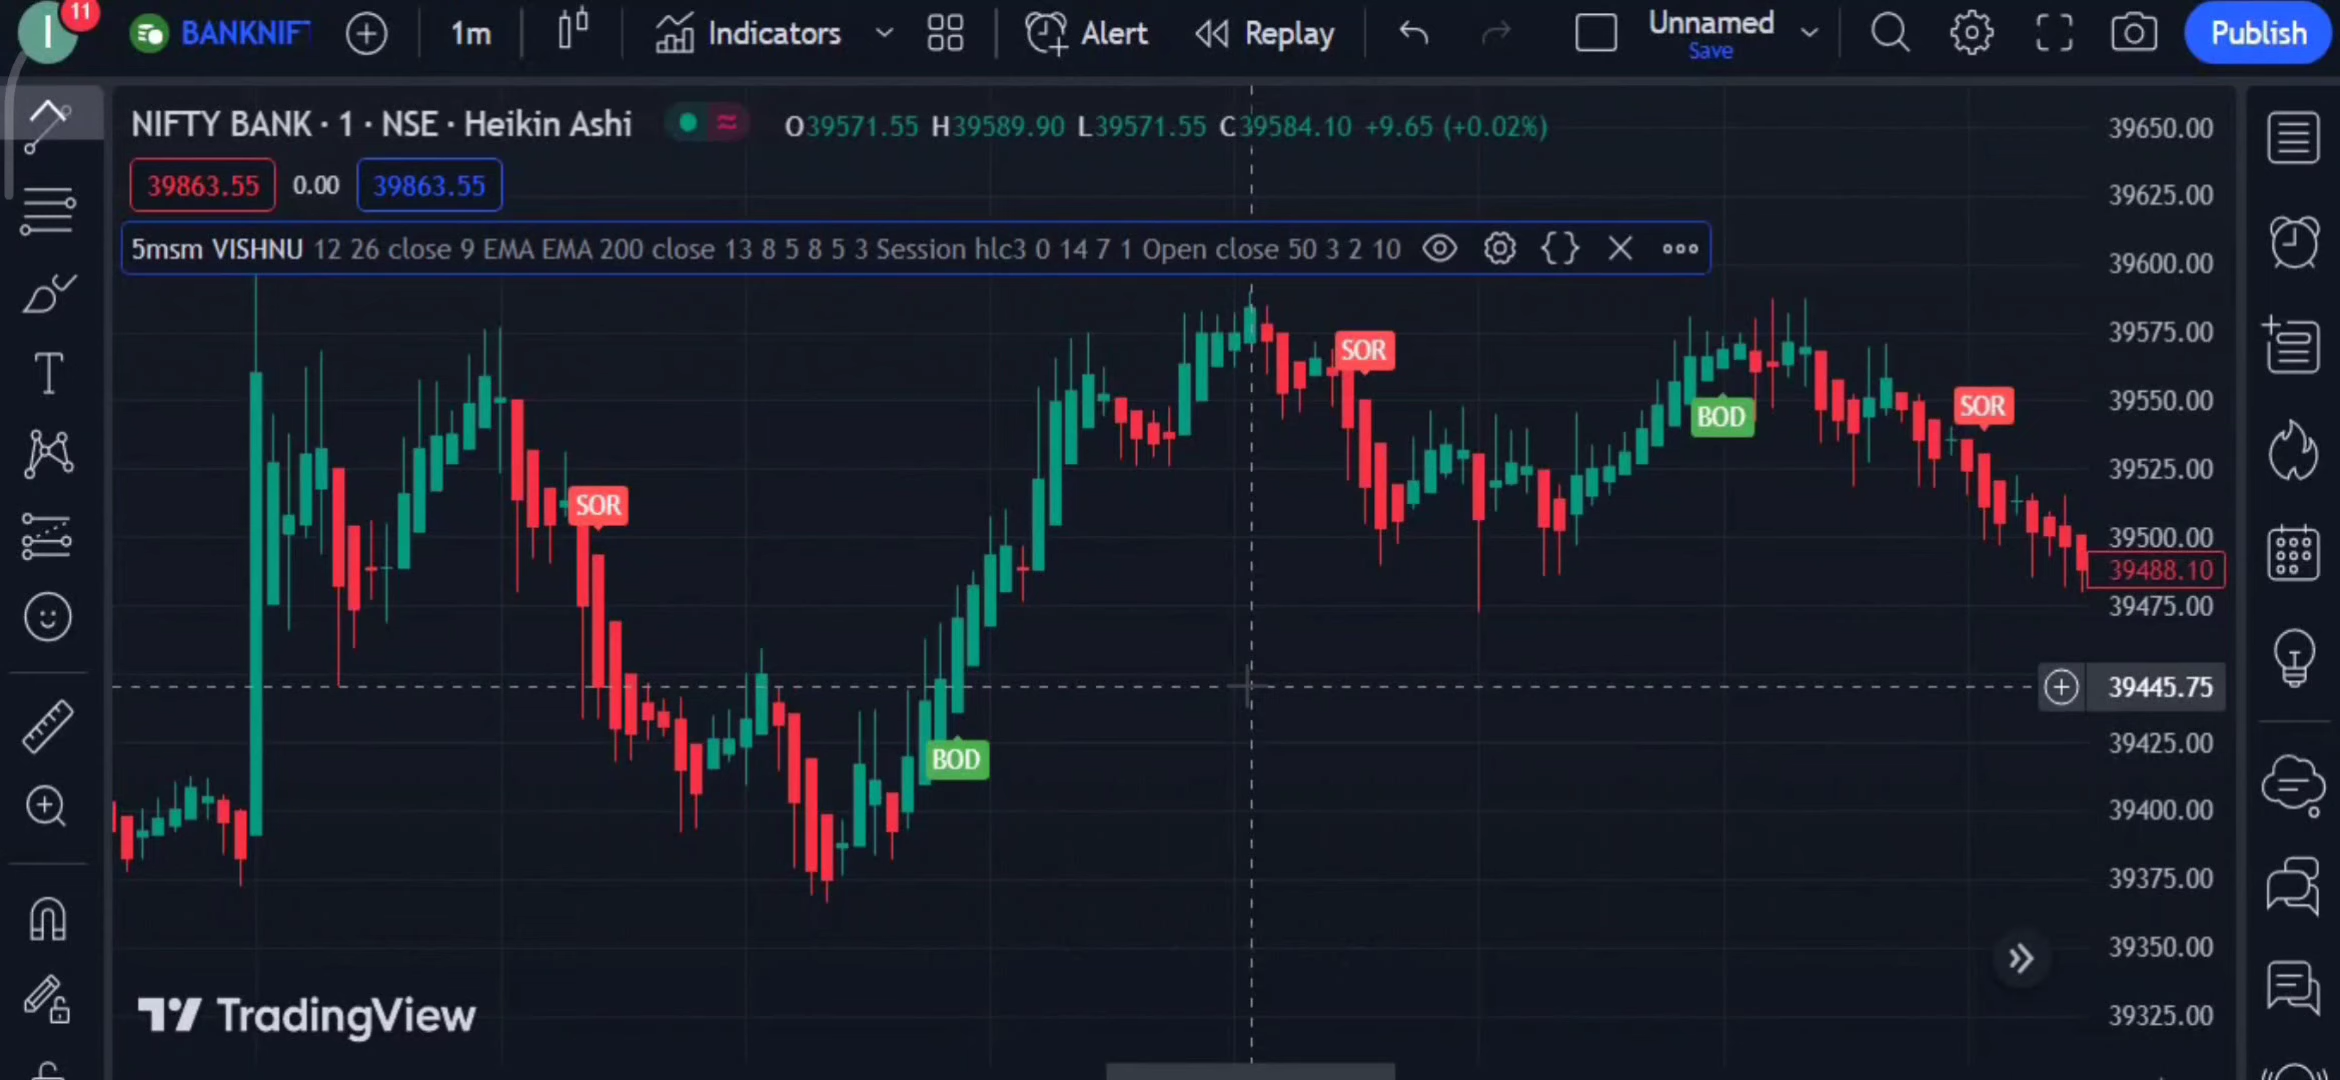 11
BANKNIF
1m
Indicators
Alert
Replay
Unnamed
Save
Publish
NIFTY BANK · 1 · NSE · Heikin Ashi
O39571.55 H39589.90 L39571.55 C39584.10 +9.65 (+0.02%)
39863.55 0.00 39863.55
5msm VISHNU 12 26 close 9 EMA EMA 200 close 13 8 5 8 5 3 Session hlc3 0 14 7 1 Open close 50 3 2 10
SOR
BOD
SOR
BOD
SOR
39650.00
39625.00
39600.00
39575.00
39550.00
39525.00
39500.00
39488.10
39475.00
39445.75
39425.00
39400.00
39375.00
39350.00
39325.00
TradingView